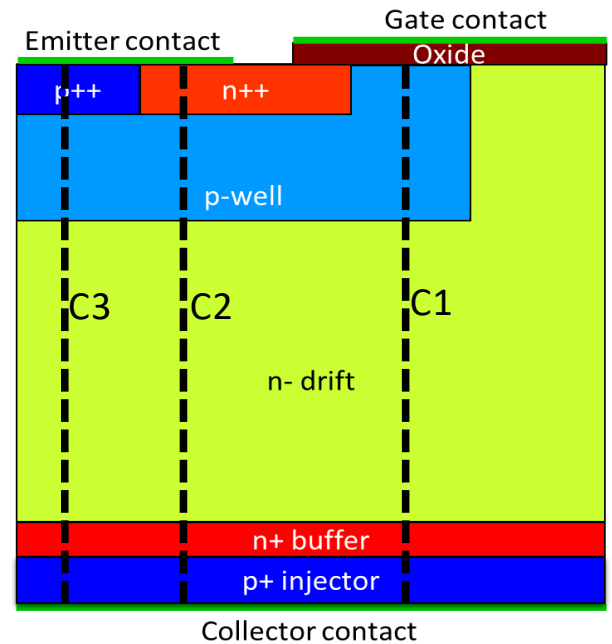 Gate contact
Emitter contact
Oxide
p++
n++
p-well
C3
C2
C1
n- drift
n+ buffer
p+ injector
Collector contact